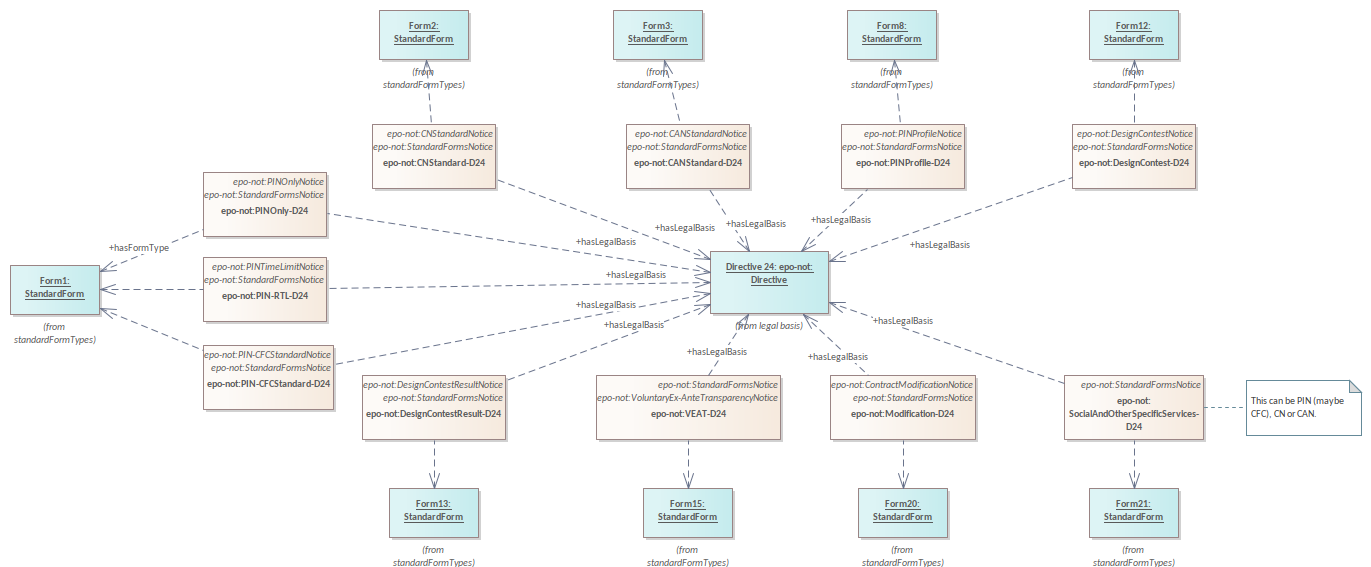 Form2:
StandardForm
(from
standardFormTypes)
Form3:
StandardForm
(from
standardFormTypes)
Form8:
StandardForm
(from
standardFormTypes)
Form12:
StandardForm
(from
standardFormTypes)
epo-not:CNStandardNotice
epo-not:StandardFormsNotice
epo-not:CNStandard-D24
epo-not:CANStandardNotice
epo-not:StandardFormsNotice
epo-not:CANStandard-D24
epo-not:PINProfileNotice
epo-not:StandardFormsNotice
epo-not:PINProfile-D24
epo-not:DesignContestNotice
epo-not:StandardFormsNotice
epo-not:DesignContest-D24
epo-not:PINOnlyNotice
epo-not:StandardFormsNotice
epo-not:PINOnly-D24
+hasFormType
+hasLegalBasis
+hasLegalBasis
+hasLegalBasis
+hasLegalBasis
+hasLegalBasis
Form1:
StandardForm
(from
standardFormTypes)
epo-not:PINTimeLimitNotice
epo-not:StandardFormsNotice
epo-not:PIN-RTL-D24
+hasLegalBasis
Directive 24: epo-not:
Directive
(from legal basis)
+hasLegalBasis
+hasLegalBasis
+hasLegalBasis
+hasLegalBasis
+hasLegalBasis
epo-not:PIN-CFCStandardNotice
epo-not:StandardFormsNotice
epo-not:PIN-CFCStandard-D24
epo-not:DesignContestResultNotice
epo-not:StandardFormsNotice
epo-not:DesignContestResult-D24
epo-not:StandardFormsNotice
epo-not:VoluntaryEx-AnteTransparencyNotice
epo-not:VEAT-D24
epo-not:ContractModificationNotice
epo-not:StandardFormsNotice
epo-not:Modification-D24
epo-not:StandardFormsNotice
epo-not:
SocialAndOtherSpecificServices-
D24
This can be PIN (maybe
CFC), CN or CAN.
Form13:
StandardForm
(from
standardFormTypes)
Form15:
StandardForm
(from
standardFormTypes)
Form20:
StandardForm
(from
standardFormTypes)
Form21:
StandardForm
(from
standardFormTypes)